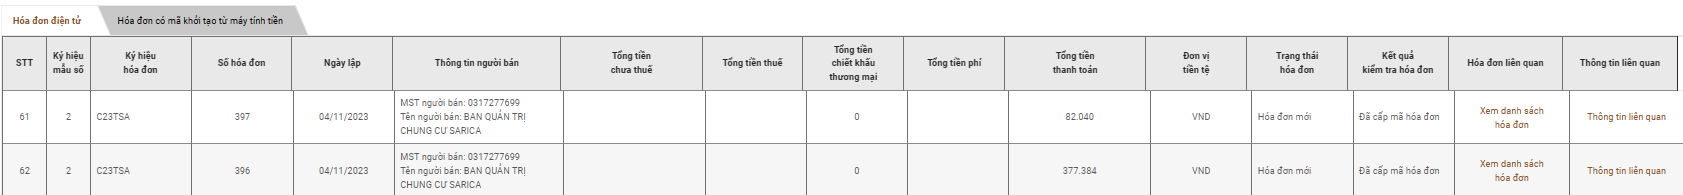 Hóa đơn điện tử
Hóa đơn có mã khởi tạo từ máy tính tiền
STT
Ký hiệu
mẫu số
Ký hiệu
hóa đơn
Số hóa đơn
Ngày lập
Thông tin người bán
Tổng tiền
chưa thuế
Tổng tiền thuế
Tổng tiền
chiết khấu
thương mại
Tổng tiền phí
Tổng tiền
thanh toán
Đơn vị
tiền tệ
Trạng thái
hóa đơn
Kết quả
kiểm tra hóa đơn
Hóa đơn liên quan
Thông tin liên quan
61
2
C23TSA
397
04/11/2023
MST người bán: 0317277699
Tên người bán: BAN QUẢN TRỊ
CHUNG CƯ SARICA
0
82.040
VND
Hóa đơn mới
Đã cấp mã hóa đơn
Xem danh sách
hóa đơn
Thông tin liên quan
62
2
C23TSA
396
04/11/2023
MST người bán: 0317277699
Tên người bán: BAN QUẢN TRỊ
CHUNG CƯ SARICA
0
377.384
VND
Hóa đơn mới
Đã cấp mã hóa đơn
Xem danh sách
hóa đơn
Thông tin liên quan